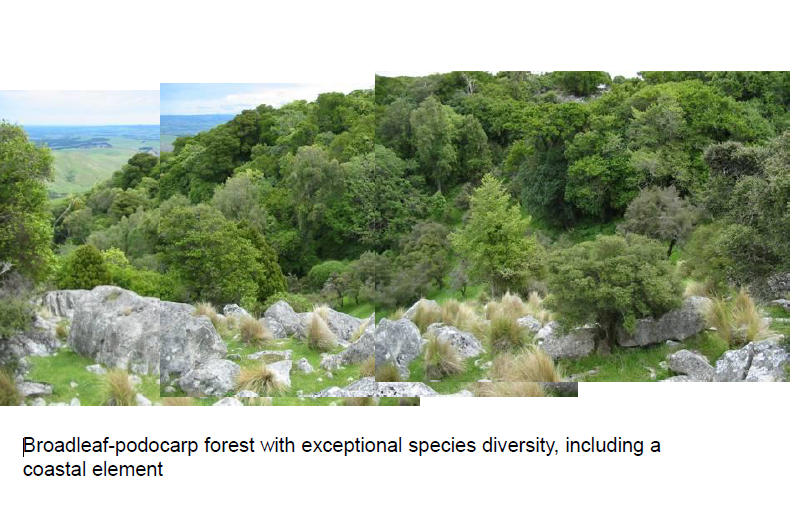 Broadleaf-podocarp forest with exceptional species diversity, including a
coastal element